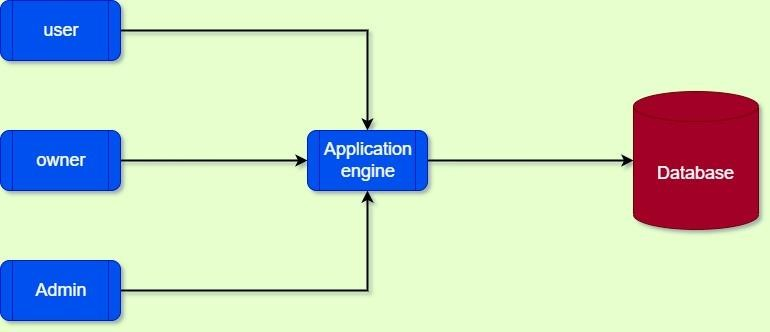 user
owner
Application
engine
Database
Admin